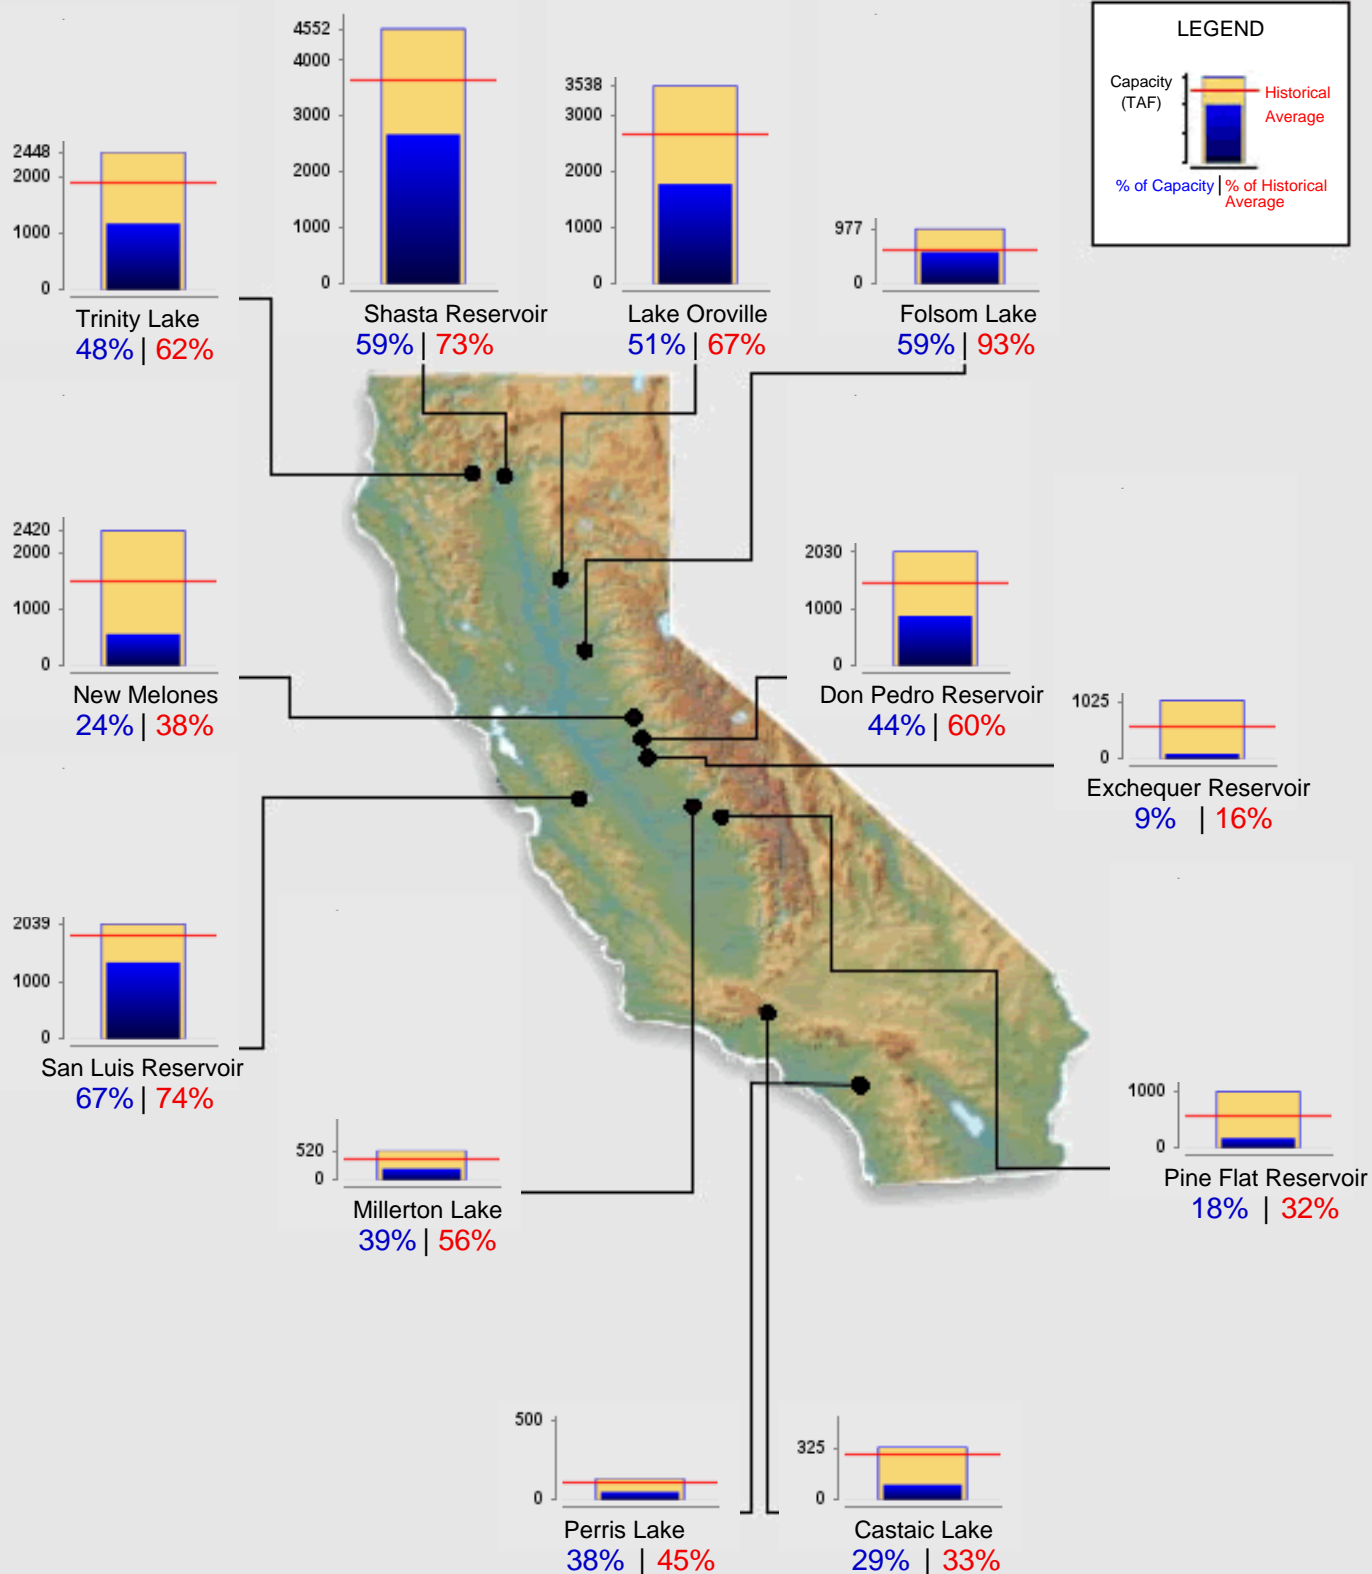 LEGEND
Capacity
(TAF)
Historical
Average
% of Capacity | % of Historical
Average
2448
2000
1000
0
Trinity Lake
48% | 62%
4552
4000
3000
2000
1000
0
Shasta Reservoir
59% | 73%
3538
3000
2000
1000
0
Lake Oroville
51% | 67%
977
0
Folsom Lake
59% | 93%
2420
2000
1000
0
New Melones
24% | 38%
2030
1000
0
Don Pedro Reservoir
44% | 60%
1025
0
Exchequer Reservoir
9% | 16%
2039
1000
0
San Luis Reservoir
67% | 74%
520
0
Millerton Lake
39% | 56%
1000
0
Pine Flat Reservoir
18% | 32%
500
0
Perris Lake
38% | 45%
325
0
Castaic Lake
29% | 33%